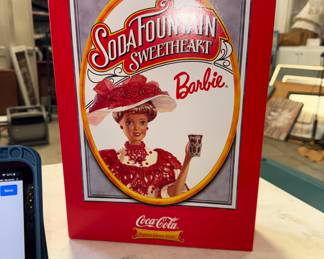 Soda Fountain
Sweetheart
Barbie
Coca-Cola